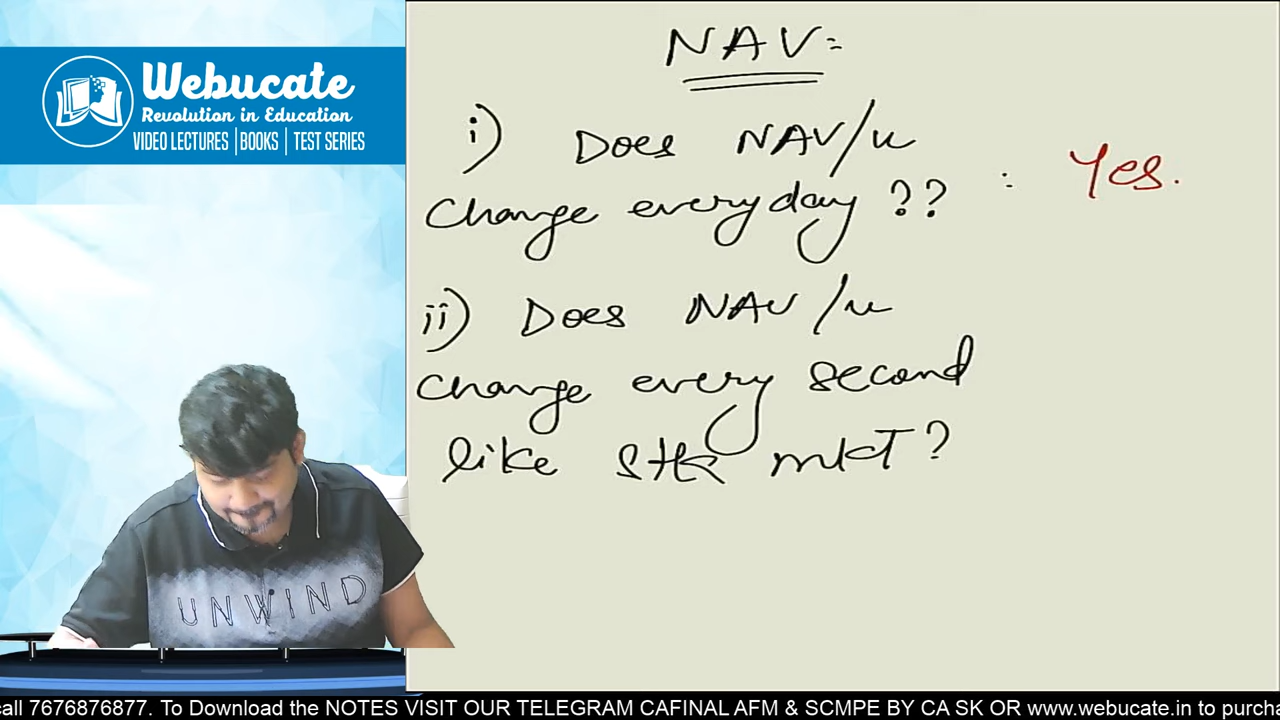 Webucate
Revolution in Education
VIDEO LECTURES | BOOKS | TEST SERIES
NAV:
i) Does NAV/u
change everyday ?? : Yes.
ii) Does NAV/u
change every second
like stk mkt ?
UNWIND
call 7676876877. To Download the NOTES VISIT OUR TELEGRAM CAFINAL AFM & SCMPE BY CA SK OR www.webucate.in to purcha